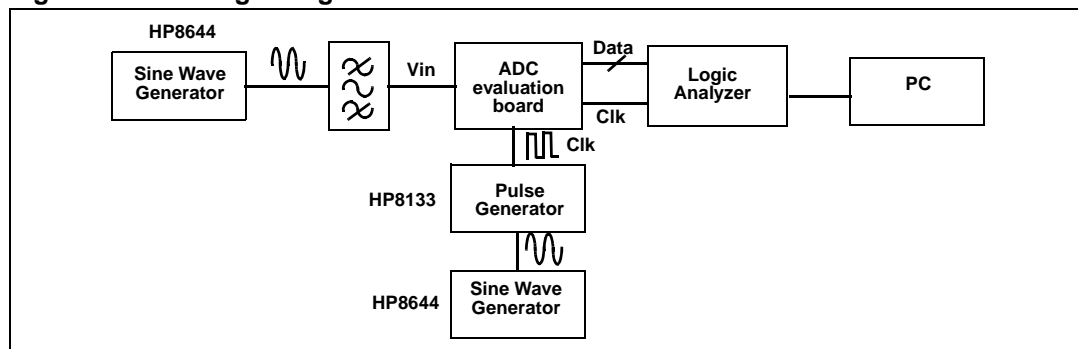 HP8644
Sine Wave
Generator
Vin
ADC
evaluation
board
Data
Clk
Logic
Analyzer
PC
Clk
HP8133
Pulse
Generator
HP8644
Sine Wave
Generator